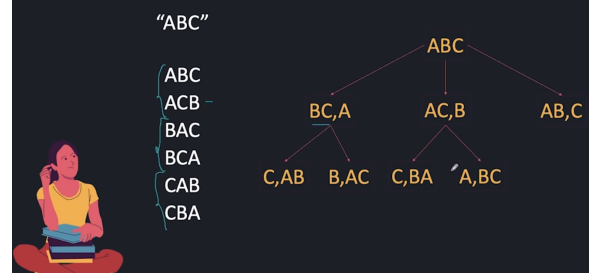 “ABC”
ABC
ACB
BAC
BCA
CAB
CBA
ABC
BC,A AC,B AB,C
C,AB B,AC C,BA A,BC